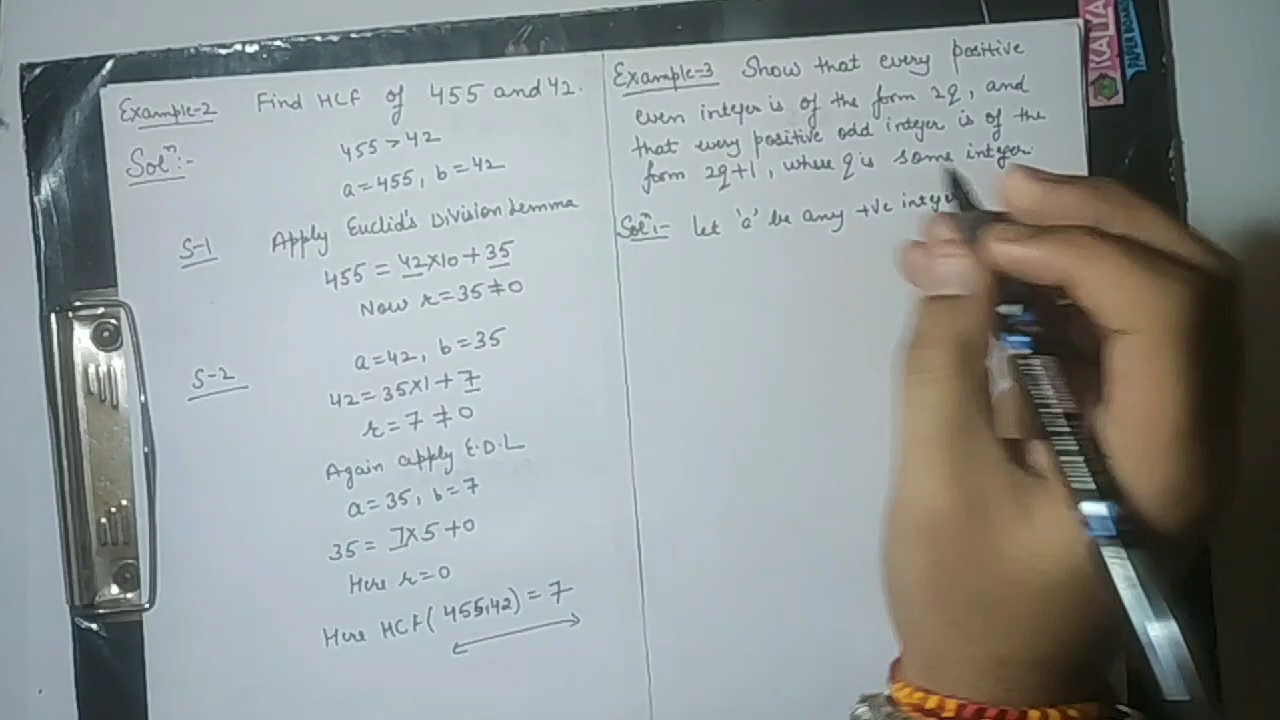 Example-2 Find HCF of 455 and 42.
Solⁿ:-
455 > 42
a=455, b=42
S-1 Apply Euclid's Division Lemma
455 = 42×10 + 35
Now r=35≠0
S-2 a=42, b=35
42=35×1+7
r=7≠0
Again apply E.D.L
a=35, b=7
35=7×5+0
Here r=0
Here HCF(455,42)=7
Example-3 Show that every positive
even integer is of the form 2q, and
that every positive odd integer is of the
form 2q+1, where q is some integer.
Solⁿ:- Let 'a' be any +ve
KALYA